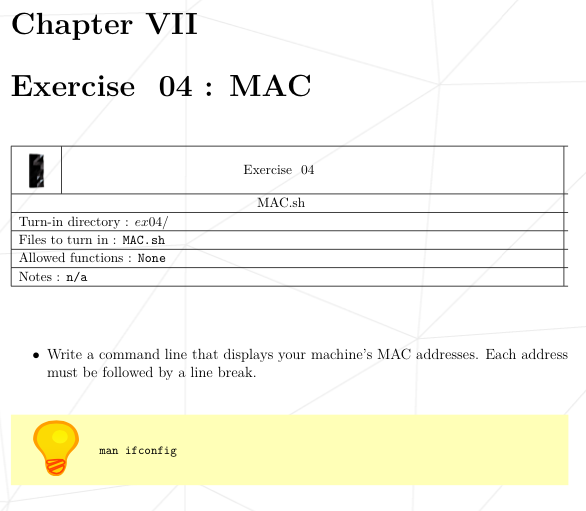 Chapter VII
Exercise 04 : MAC
Exercise 04
MAC.sh
Turn-in directory : ex04/
Files to turn in : MAC.sh
Allowed functions : None
Notes : n/a
• Write a command line that displays your machine's MAC addresses. Each address
must be followed by a line break.
man ifconfig